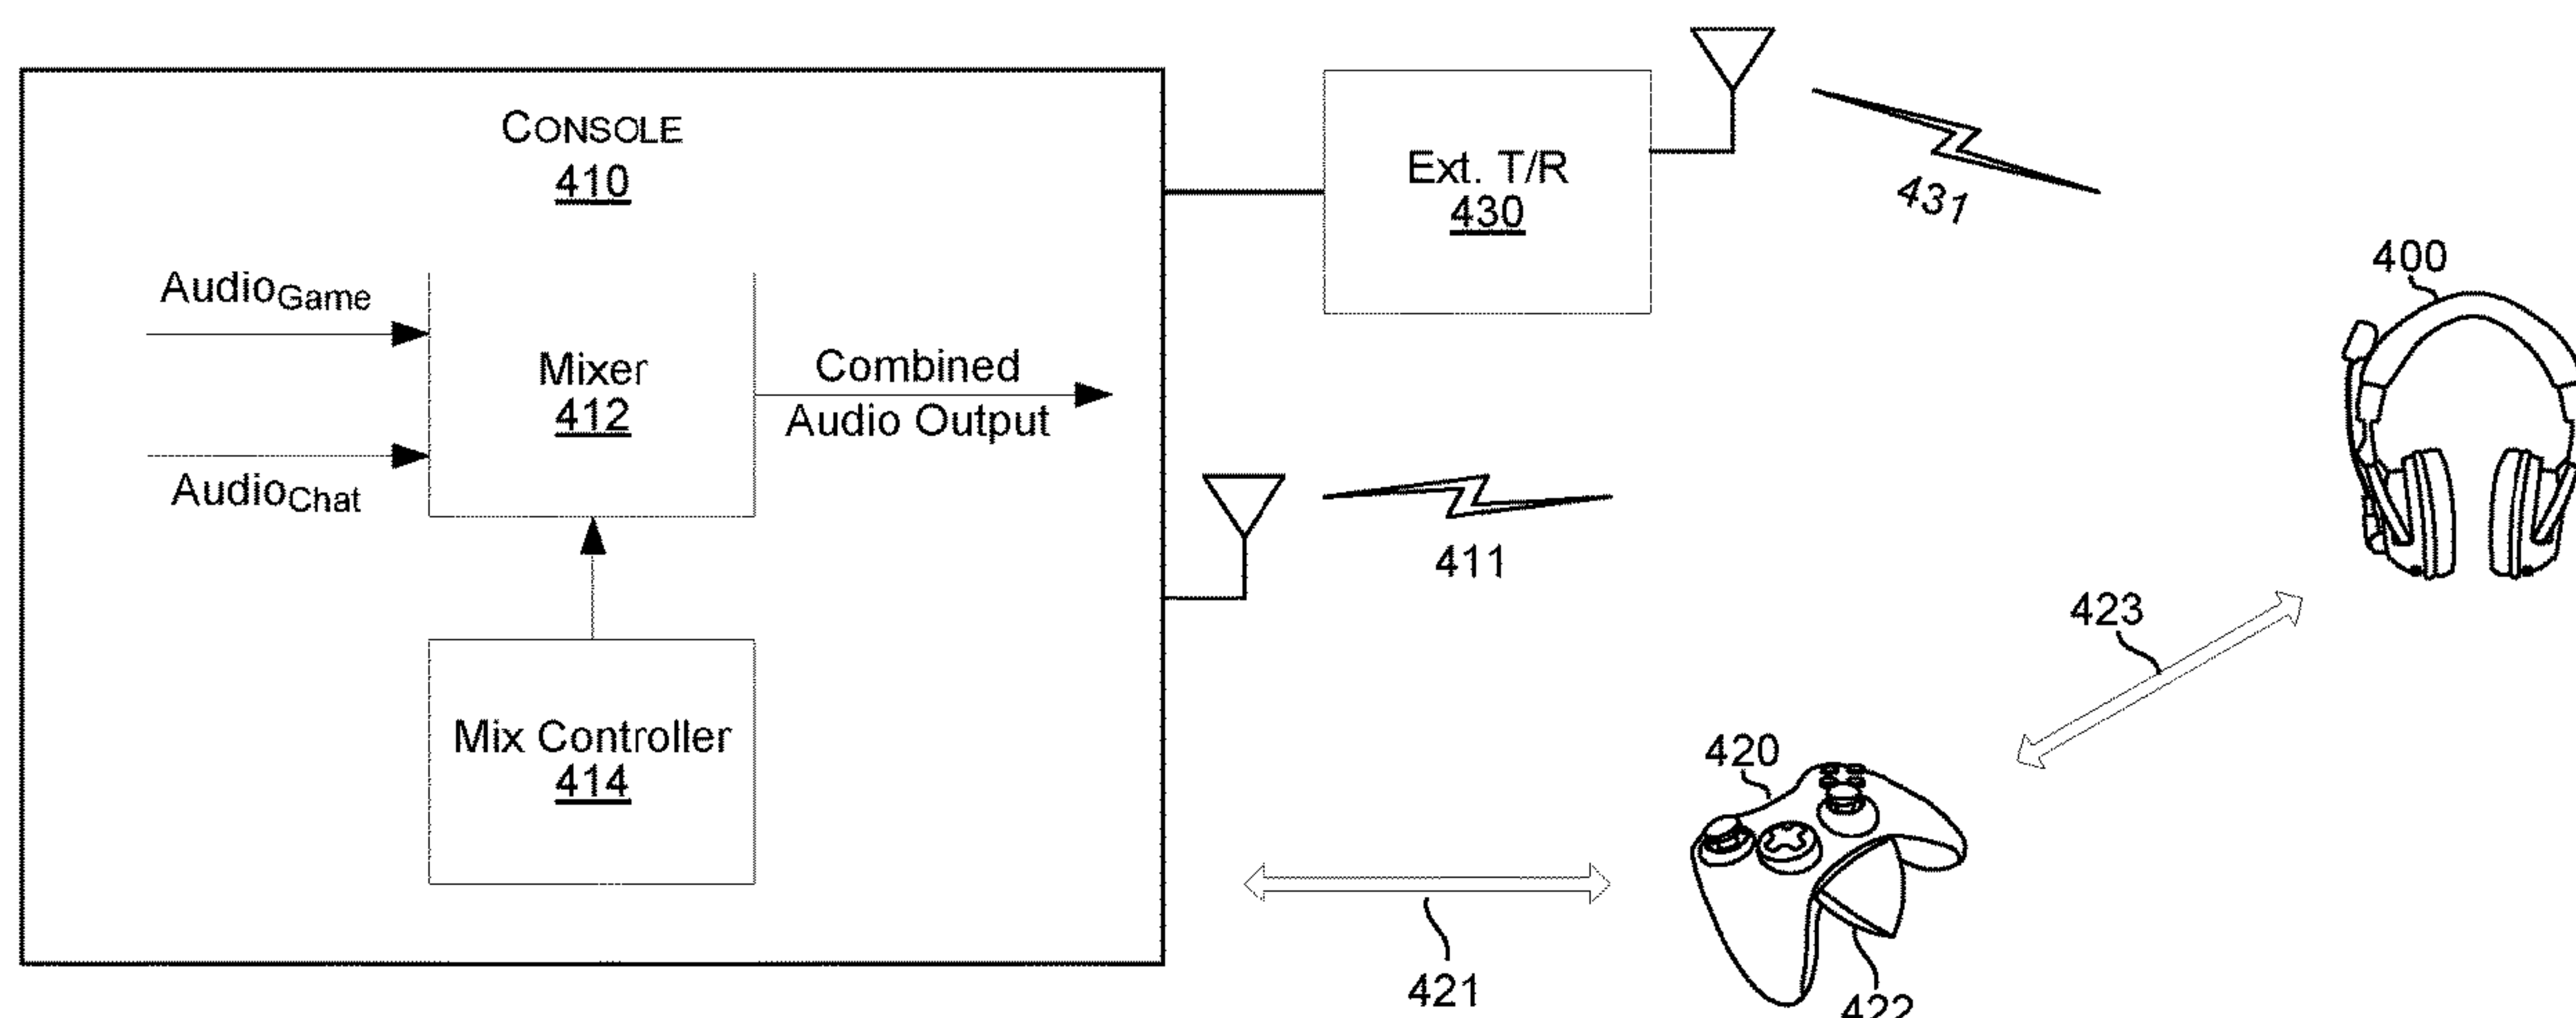 CONSOLE
410
Ext. T/R
430
431
400
AudioGame
Mixer
412
Combined
Audio Output
AudioChat
411
423
Mix Controller
414
420
421
422